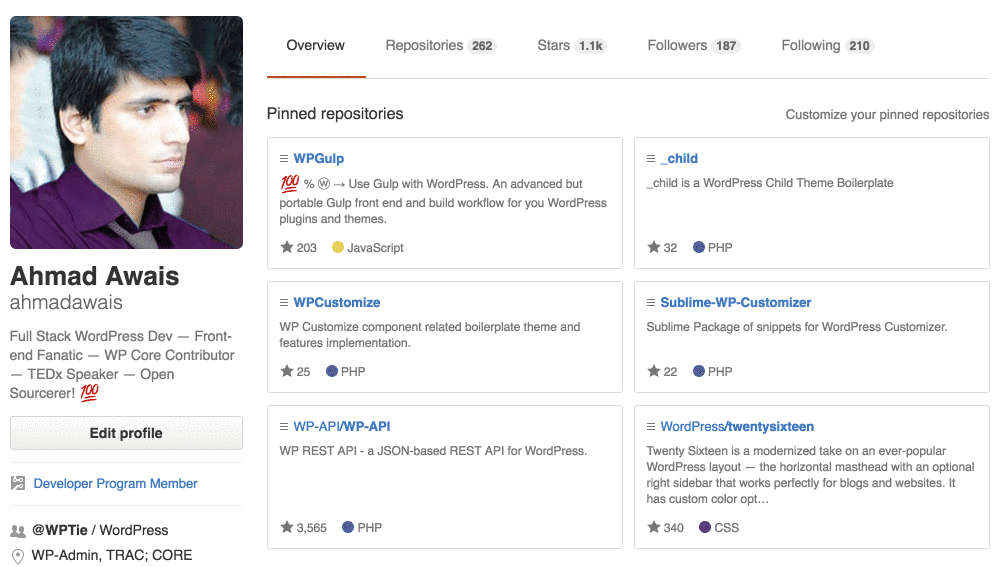 Overview Repositories 262 Stars 1.1k Followers 187 Following 210
Pinned repositories Customize your pinned repositories
WPGulp
💯 % Ⓦ → Use Gulp with WordPress. An advanced but
portable Gulp front end and build workflow for you WordPress
plugins and themes.
★ 203 JavaScript
_child
_child is a WordPress Child Theme Boilerplate
★ 32 PHP
WPCustomize
WP Customize component related boilerplate theme and
features implementation.
★ 25 PHP
Sublime-WP-Customizer
Sublime Package of snippets for WordPress Customizer.
★ 22 PHP
WP-API/WP-API
WP REST API - a JSON-based REST API for WordPress.
★ 3,565 PHP
WordPress/twentysixteen
Twenty Sixteen is a modernized take on an ever-popular
WordPress layout — the horizontal masthead with an optional
right sidebar that works perfectly for blogs and websites. It
has custom color opt…
★ 340 CSS
Ahmad Awais
ahmadawais
Full Stack WordPress Dev — Front-
end Fanatic — WP Core Contributor
— TEDx Speaker — Open
Sourcerer! 💯
Edit profile
Developer Program Member
@WPTie / WordPress
WP-Admin, TRAC; CORE